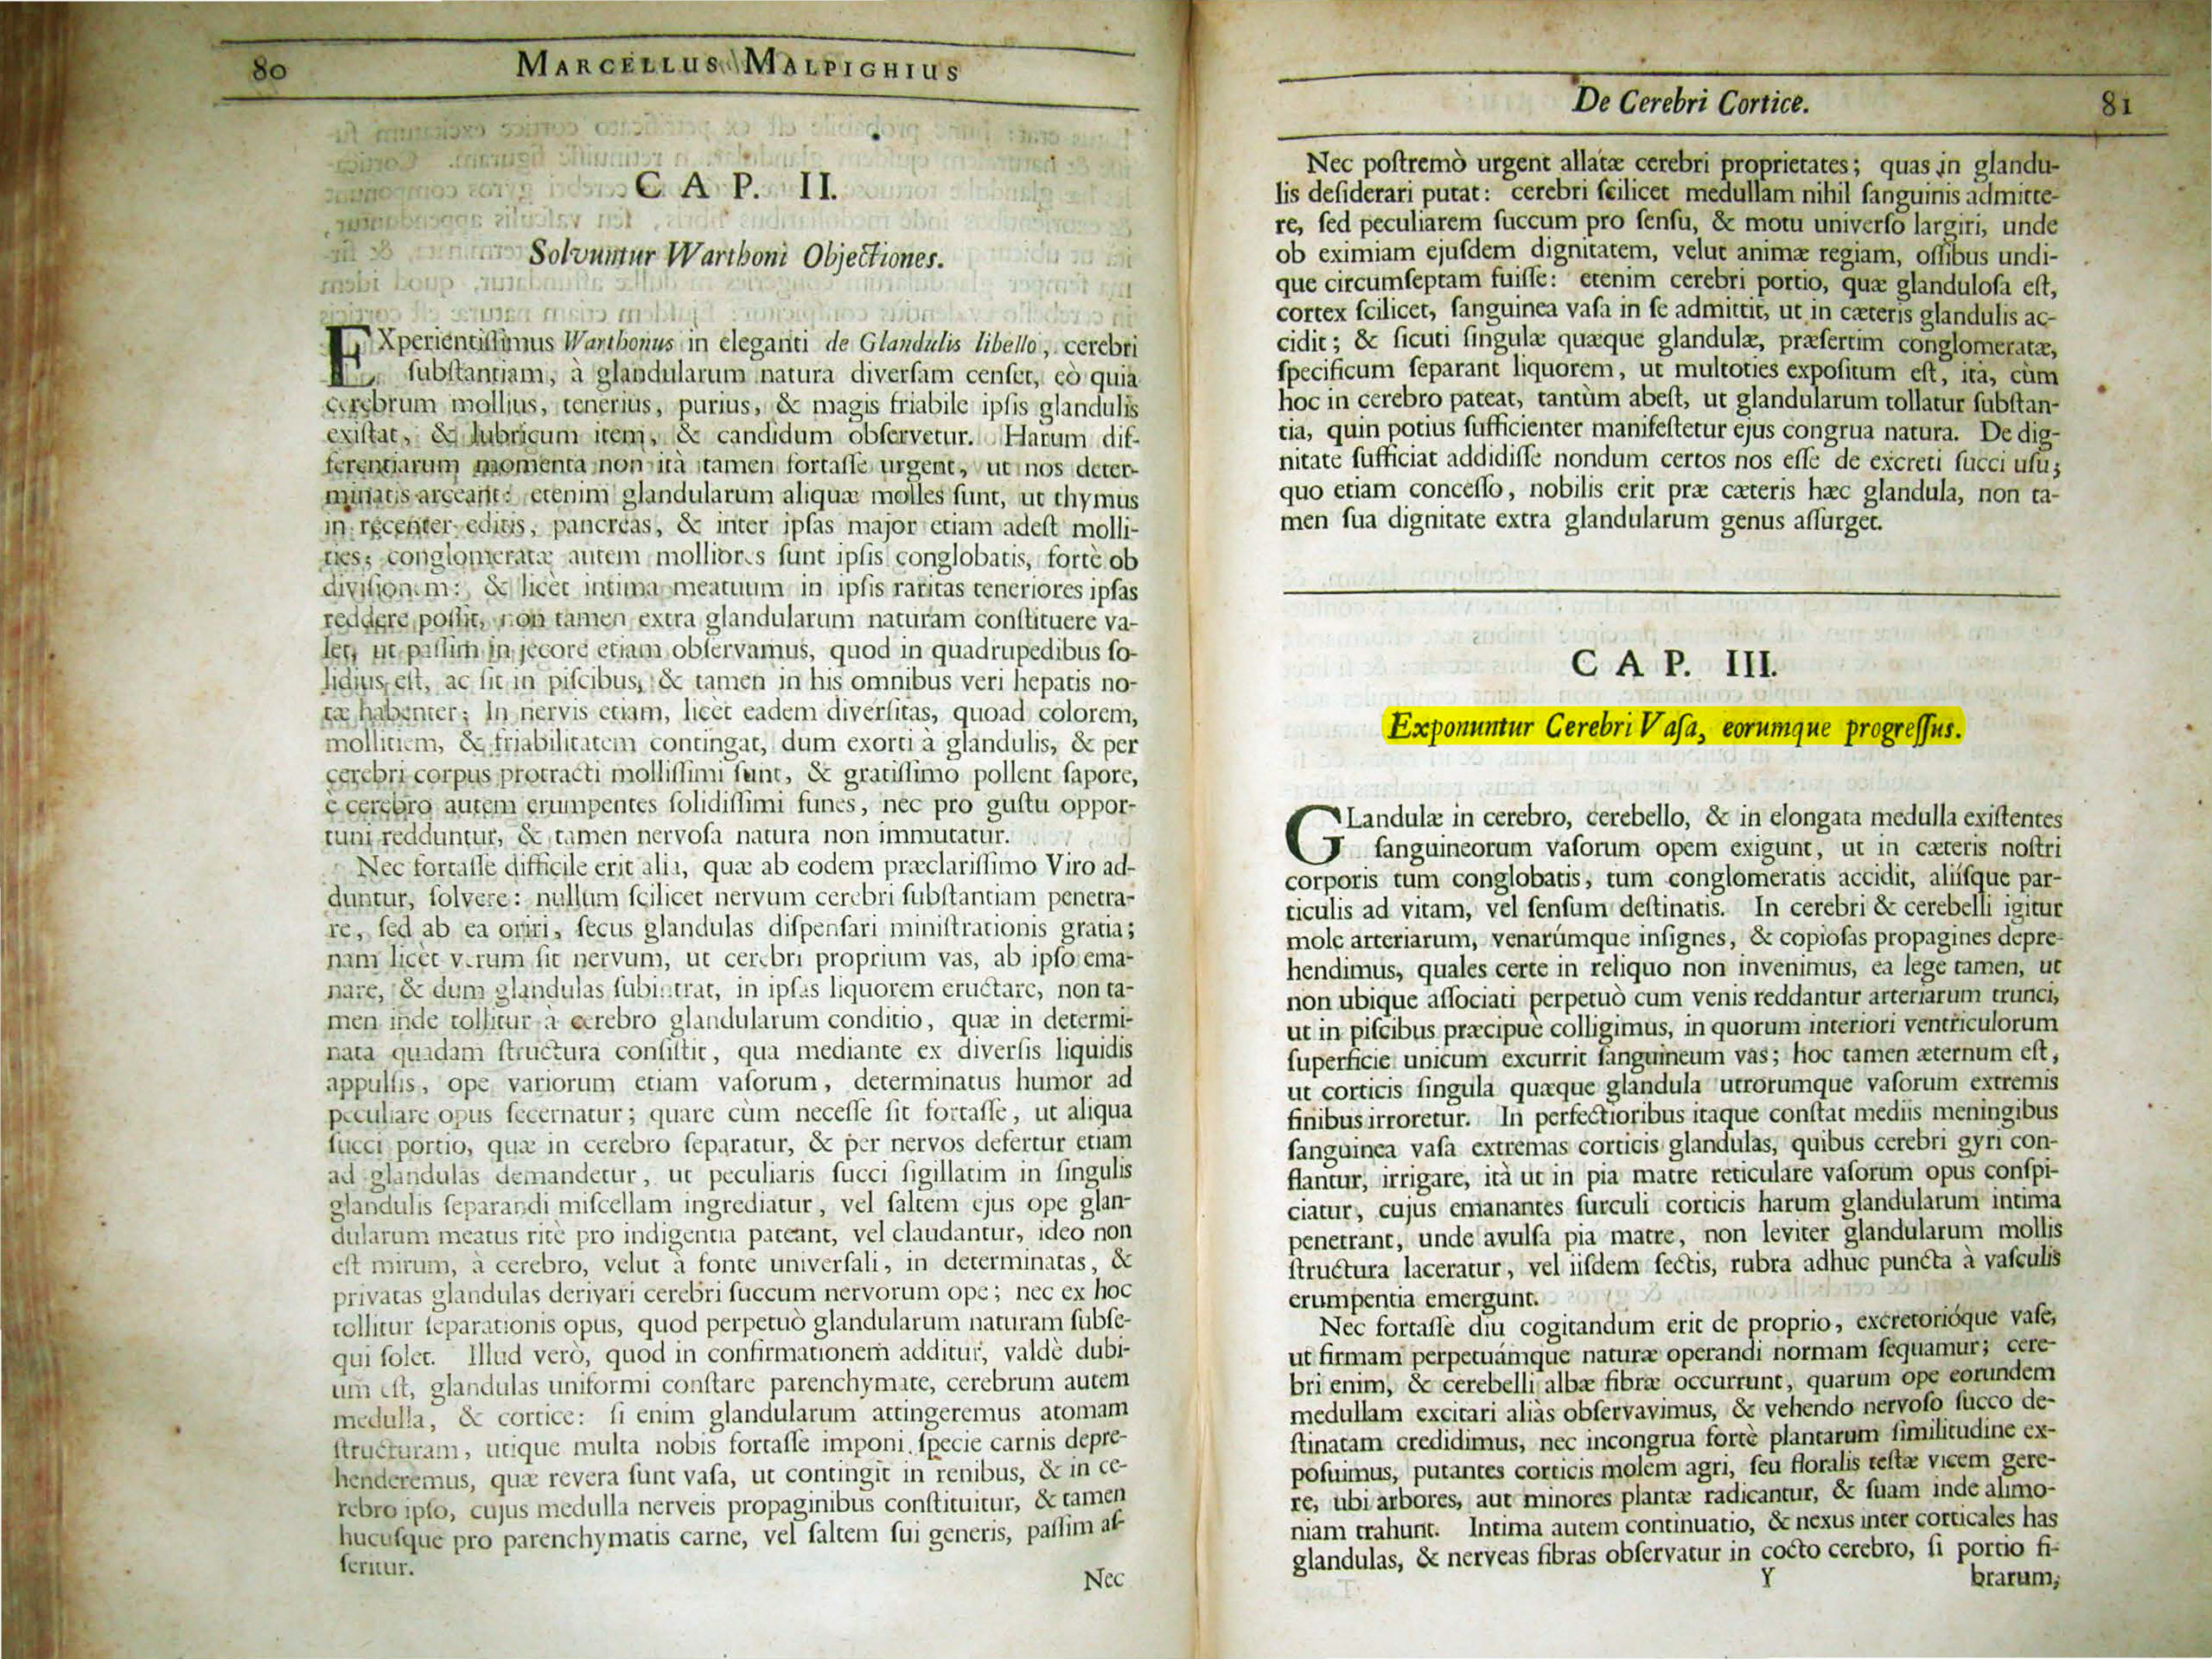 80
MARCELLUS MALPIGHIUS
CAP. II.
Solvuntur Warthoni Objectiones.
EXperientiſſimus Warthonus in eleganti de Glandulis libello, cerebri
ſubſtantiam, à glandularum natura diverſam cenſet, eò quia
cerebrum mollius, tenerius, purius, & magis friabile ipſis glandulis
exiſtat, & lubricum item, & candidum obſervetur. Harum dif-
ferentiarum momenta non ità tamen fortaſſe urgent, ut nos deter-
minatis arceant: etenim glandularum aliquæ molles ſunt, ut thymus
in recenter editis, pancreas, & inter ipſas major etiam adeſt molli-
ties; conglomeratæ autem molliores ſunt ipſis conglobatis, fortè ob
diviſionem: & licèt intima meatuum in ipſis raritas teneriores ipſas
reddere poſſit, non tamen extra glandularum naturam conſtituere va-
let, ut paſſim in jecore etiam obſervamus, quod in quadrupedibus ſo-
lidius eſt, ac ſit in piſcibus, & tamen in his omnibus veri hepatis no-
tæ habentur; In nervis etiam, licet eadem diverſitas, quoad colorem,
mollitiem, & friabilitatem contingat, dum exorti à glandulis, & per
cerebri corpus protracti molliſſimi ſunt, & gratiſſimo pollent ſapore,
è cerebro autem erumpentes ſolidiſſimi funes, nec pro guſtu oppor-
tuni redduntur, & tamen nervoſa natura non immutatur.
Nec fortaſſe difficile erit alia, quæ ab eodem præclariſſimo Viro ad-
duntur, ſolvere: nullum ſcilicet nervum cerebri ſubſtantiam penetra-
re, ſed ab ea oriri, ſecus glandulas diſpenſari miniſtrationis gratia;
nam licèt verum ſit nervum, ut cerebri proprium vas, ab ipſo ema-
nare, & dum glandulas ſubintrat, in ipſas liquorem eructare, non ta-
men inde tollitur à cerebro glandularum conditio, quæ in determi-
nata quadam ſtructura conſiſtit, qua mediante ex diverſis liquidis
appulſis, ope variorum etiam vaſorum, determinatus humor ad
peculiare opus ſecernatur; quare cùm neceſſe ſit fortaſſe, ut aliqua
ſucci portio, quæ in cerebro ſeparatur, & per nervos defertur etiam
ad glandulas demandetur, ut peculiaris ſucci ſigillatim in ſingulis
glandulis ſeparandi miſcellam ingrediatur, vel ſaltem ejus ope glan-
dularum meatus ritè pro indigentia pateant, vel claudantur, ideo non
eſt mirum, à cerebro, velut à fonte univerſali, in determinatas, &
privatas glandulas derivari cerebri ſuccum nervorum ope; nec ex hoc
tollitur ſeparationis opus, quod perpetuò glandularum naturam ſubſe-
qui ſolet. Illud verò, quod in confirmationem additur, valdè dubi-
um eſt, glandulas uniformi conſtare parenchymate, cerebrum autem
medulla, & cortice: ſi enim glandularum attingeremus atomam
ſtructuram, utique multa nobis fortaſſe imponi ſpecie carnis depre-
henderemus, quæ revera ſunt vaſa, ut contingit in renibus, & in ce-
rebro ipſo, cujus medulla nerveis propaginibus conſtituitur, & tamen
hucuſque pro parenchymatis carne, vel ſaltem ſui generis, paſſim aſ-
ſeritur.
Nec
De Cerebri Cortice.
81
Nec poſtremò urgent allatæ cerebri proprietates; quas in glandu-
lis deſiderari putat: cerebri ſcilicet medullam nihil ſanguinis admitte-
re, ſed peculiarem ſuccum pro ſenſu, & motu univerſo largiri, unde
ob eximiam ejuſdem dignitatem, velut animæ regiam, oſſibus undi-
que circumſeptam fuiſſe: etenim cerebri portio, quæ glanduloſa eſt,
cortex ſcilicet, ſanguinea vaſa in ſe admittit, ut in cæteris glandulis ac-
cidit; & ſicuti ſingulæ quæque glandulæ, præſertim conglomeratæ,
ſpecificum ſeparant liquorem, ut multoties expoſitum eſt, ità, cùm
hoc in cerebro pateat, tantùm abeſt, ut glandularum tollatur ſubſtan-
tia, quin potius ſufficienter manifeſtetur ejus congrua natura. De dig-
nitate ſufficiat addidiſſe nondum certos nos eſſe de excreti ſucci uſu;
quo etiam conceſſo, nobilis erit præ cæteris hæc glandula, non ta-
men ſua dignitate extra glandularum genus aſſurget.
CAP. III.
Exponuntur Cerebri Vaſa, eorumque progreſſus.
GLandulæ in cerebro, cerebello, & in elongata medulla exiſtentes
ſanguineorum vaſorum opem exigunt, ut in cæteris noſtri
corporis tum conglobatis, tum conglomeratis accidit, aliíſque par-
ticulis ad vitam, vel ſenſum deſtinatis. In cerebri & cerebelli igitur
mole arteriarum, venarúmque inſignes, & copioſas propagines depre-
hendimus, quales certe in reliquo non invenimus, ea lege tamen, ut
non ubique aſſociati perpetuò cum venis reddantur arteriarum trunci,
ut in piſcibus præcipuè colligimus, in quorum interiori ventriculorum
ſuperficie unicum excurrit ſanguineum vas; hoc tamen æternum eſt,
ut corticis ſingula quæque glandula utrorumque vaſorum extremis
finibus irroretur. In perfectioribus itaque conſtat mediis meningibus
ſanguinea vaſa extremas corticis glandulas, quibus cerebri gyri con-
flantur, irrigare, ità ut in pia matre reticulare vaſorum opus conſpi-
ciatur, cujus emanantes ſurculi corticis harum glandularum intima
penetrant, unde avulſa pia matre, non leviter glandularum mollis
ſtructura laceratur, vel iiſdem ſectis, rubra adhuc puncta à vaſculis
erumpentia emergunt.
Nec fortaſſe diu cogitandum erit de proprio, excretorióque vaſe,
ut firmam perpetuámque naturæ operandi normam ſequamur; cere-
bri enim, & cerebelli albæ fibræ occurrunt, quarum ope eorundem
medullam excitari aliàs obſervavimus, & vehendo nervoſo ſucco de-
ſtinatam credidimus, nec incongrua fortè plantarum ſimilitudine ex-
poſuimus, putantes corticis molem agri, ſeu floralis teſtæ vicem gere-
re, ubi arbores, aut minores plantæ radicantur, & ſuam inde alimo-
niam trahunt. Intima autem continuatio, & nexus inter corticales has
glandulas, & nerveas fibras obſervatur in cocto cerebro, ſi portio fi-
Y
brarum,